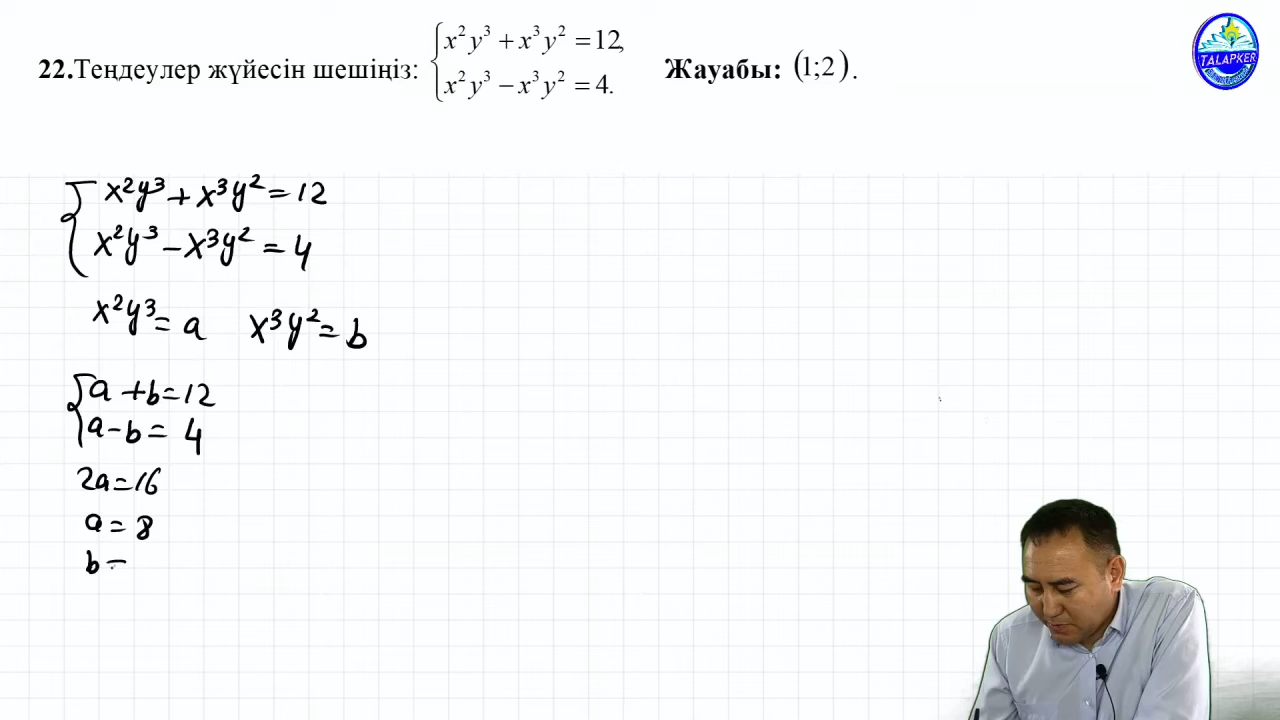 22.Теңдеулер жүйесін шешіңіз: { x²y³ + x³y² = 12,
x²y³ − x³y² = 4.
Жауабы: (1;2).
TALAPKER
{ x²y³ + x³y² = 12
x²y³ − x³y² = 4
x²y³ = a x³y² = b
{ a + b = 12
a − b = 4
2a = 16
a = 8
b =